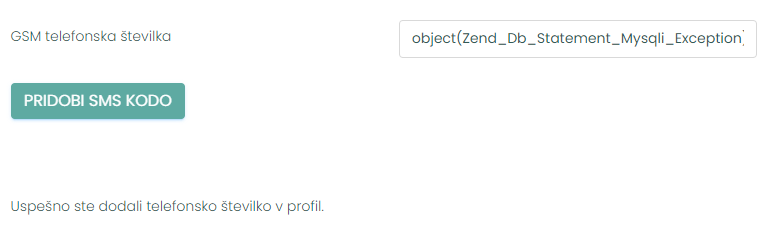 GSM telefonska številka
object(Zend_Db_Statement_Mysqli_Exception)
PRIDOBI SMS KODO
Uspešno ste dodali telefonsko številko v profil.